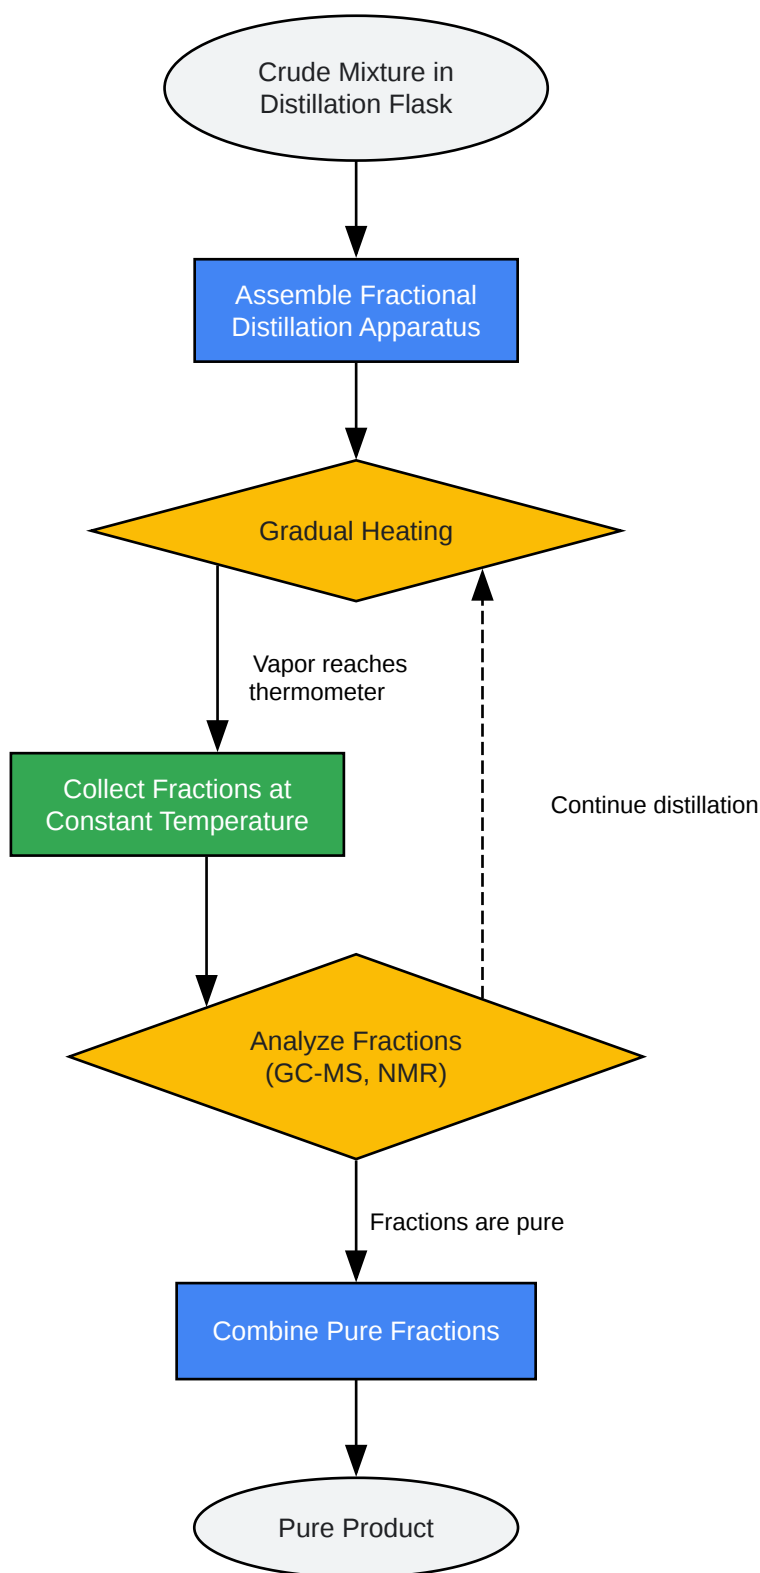 Crude Mixture in
Distillation Flask
Assemble Fractional
Distillation Apparatus
Gradual Heating
Vapor reaches
thermometer
Collect Fractions at
Constant Temperature
Continue distillation
Analyze Fractions
(GC-MS, NMR)
Fractions are pure
Combine Pure Fractions
Pure Product